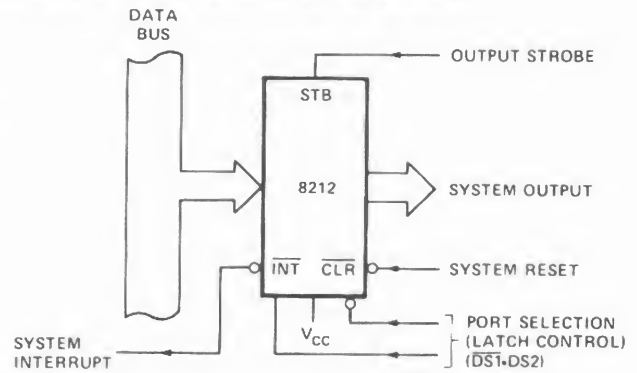 DATA
BUS
OUTPUT STROBE
STB
8212
SYSTEM OUTPUT
INT CLR
SYSTEM RESET
SYSTEM
INTERRUPT
VCC
PORT SELECTION
(LATCH CONTROL)
(DS1•DS2)